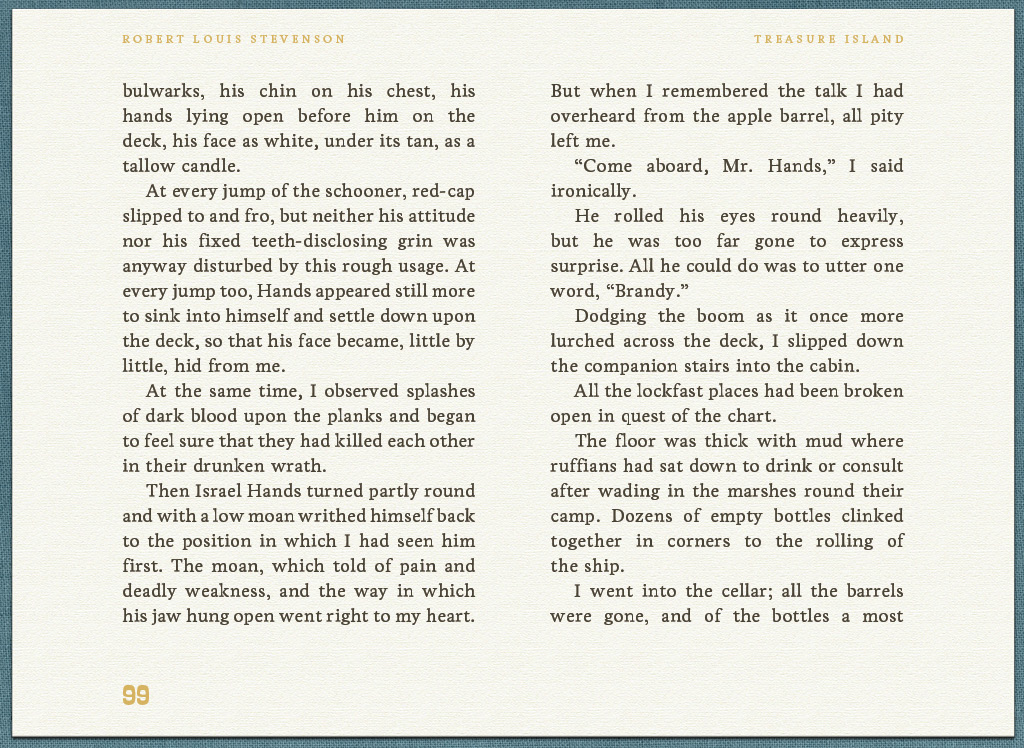 ROBERT LOUIS STEVENSON
TREASURE ISLAND
bulwarks, his chin on his chest, his
hands lying open before him on the
deck, his face as white, under its tan, as a
tallow candle.
At every jump of the schooner, red-cap
slipped to and fro, but neither his attitude
nor his fixed teeth-disclosing grin was
anyway disturbed by this rough usage. At
every jump too, Hands appeared still more
to sink into himself and settle down upon
the deck, so that his face became, little by
little, hid from me.
At the same time, I observed splashes
of dark blood upon the planks and began
to feel sure that they had killed each other
in their drunken wrath.
Then Israel Hands turned partly round
and with a low moan writhed himself back
to the position in which I had seen him
first. The moan, which told of pain and
deadly weakness, and the way in which
his jaw hung open went right to my heart.
But when I remembered the talk I had
overheard from the apple barrel, all pity
left me.
“Come aboard, Mr. Hands,” I said
ironically.
He rolled his eyes round heavily,
but he was too far gone to express
surprise. All he could do was to utter one
word, “Brandy.”
Dodging the boom as it once more
lurched across the deck, I slipped down
the companion stairs into the cabin.
All the lockfast places had been broken
open in quest of the chart.
The floor was thick with mud where
ruffians had sat down to drink or consult
after wading in the marshes round their
camp. Dozens of empty bottles clinked
together in corners to the rolling of
the ship.
I went into the cellar; all the barrels
were gone, and of the bottles a most
99